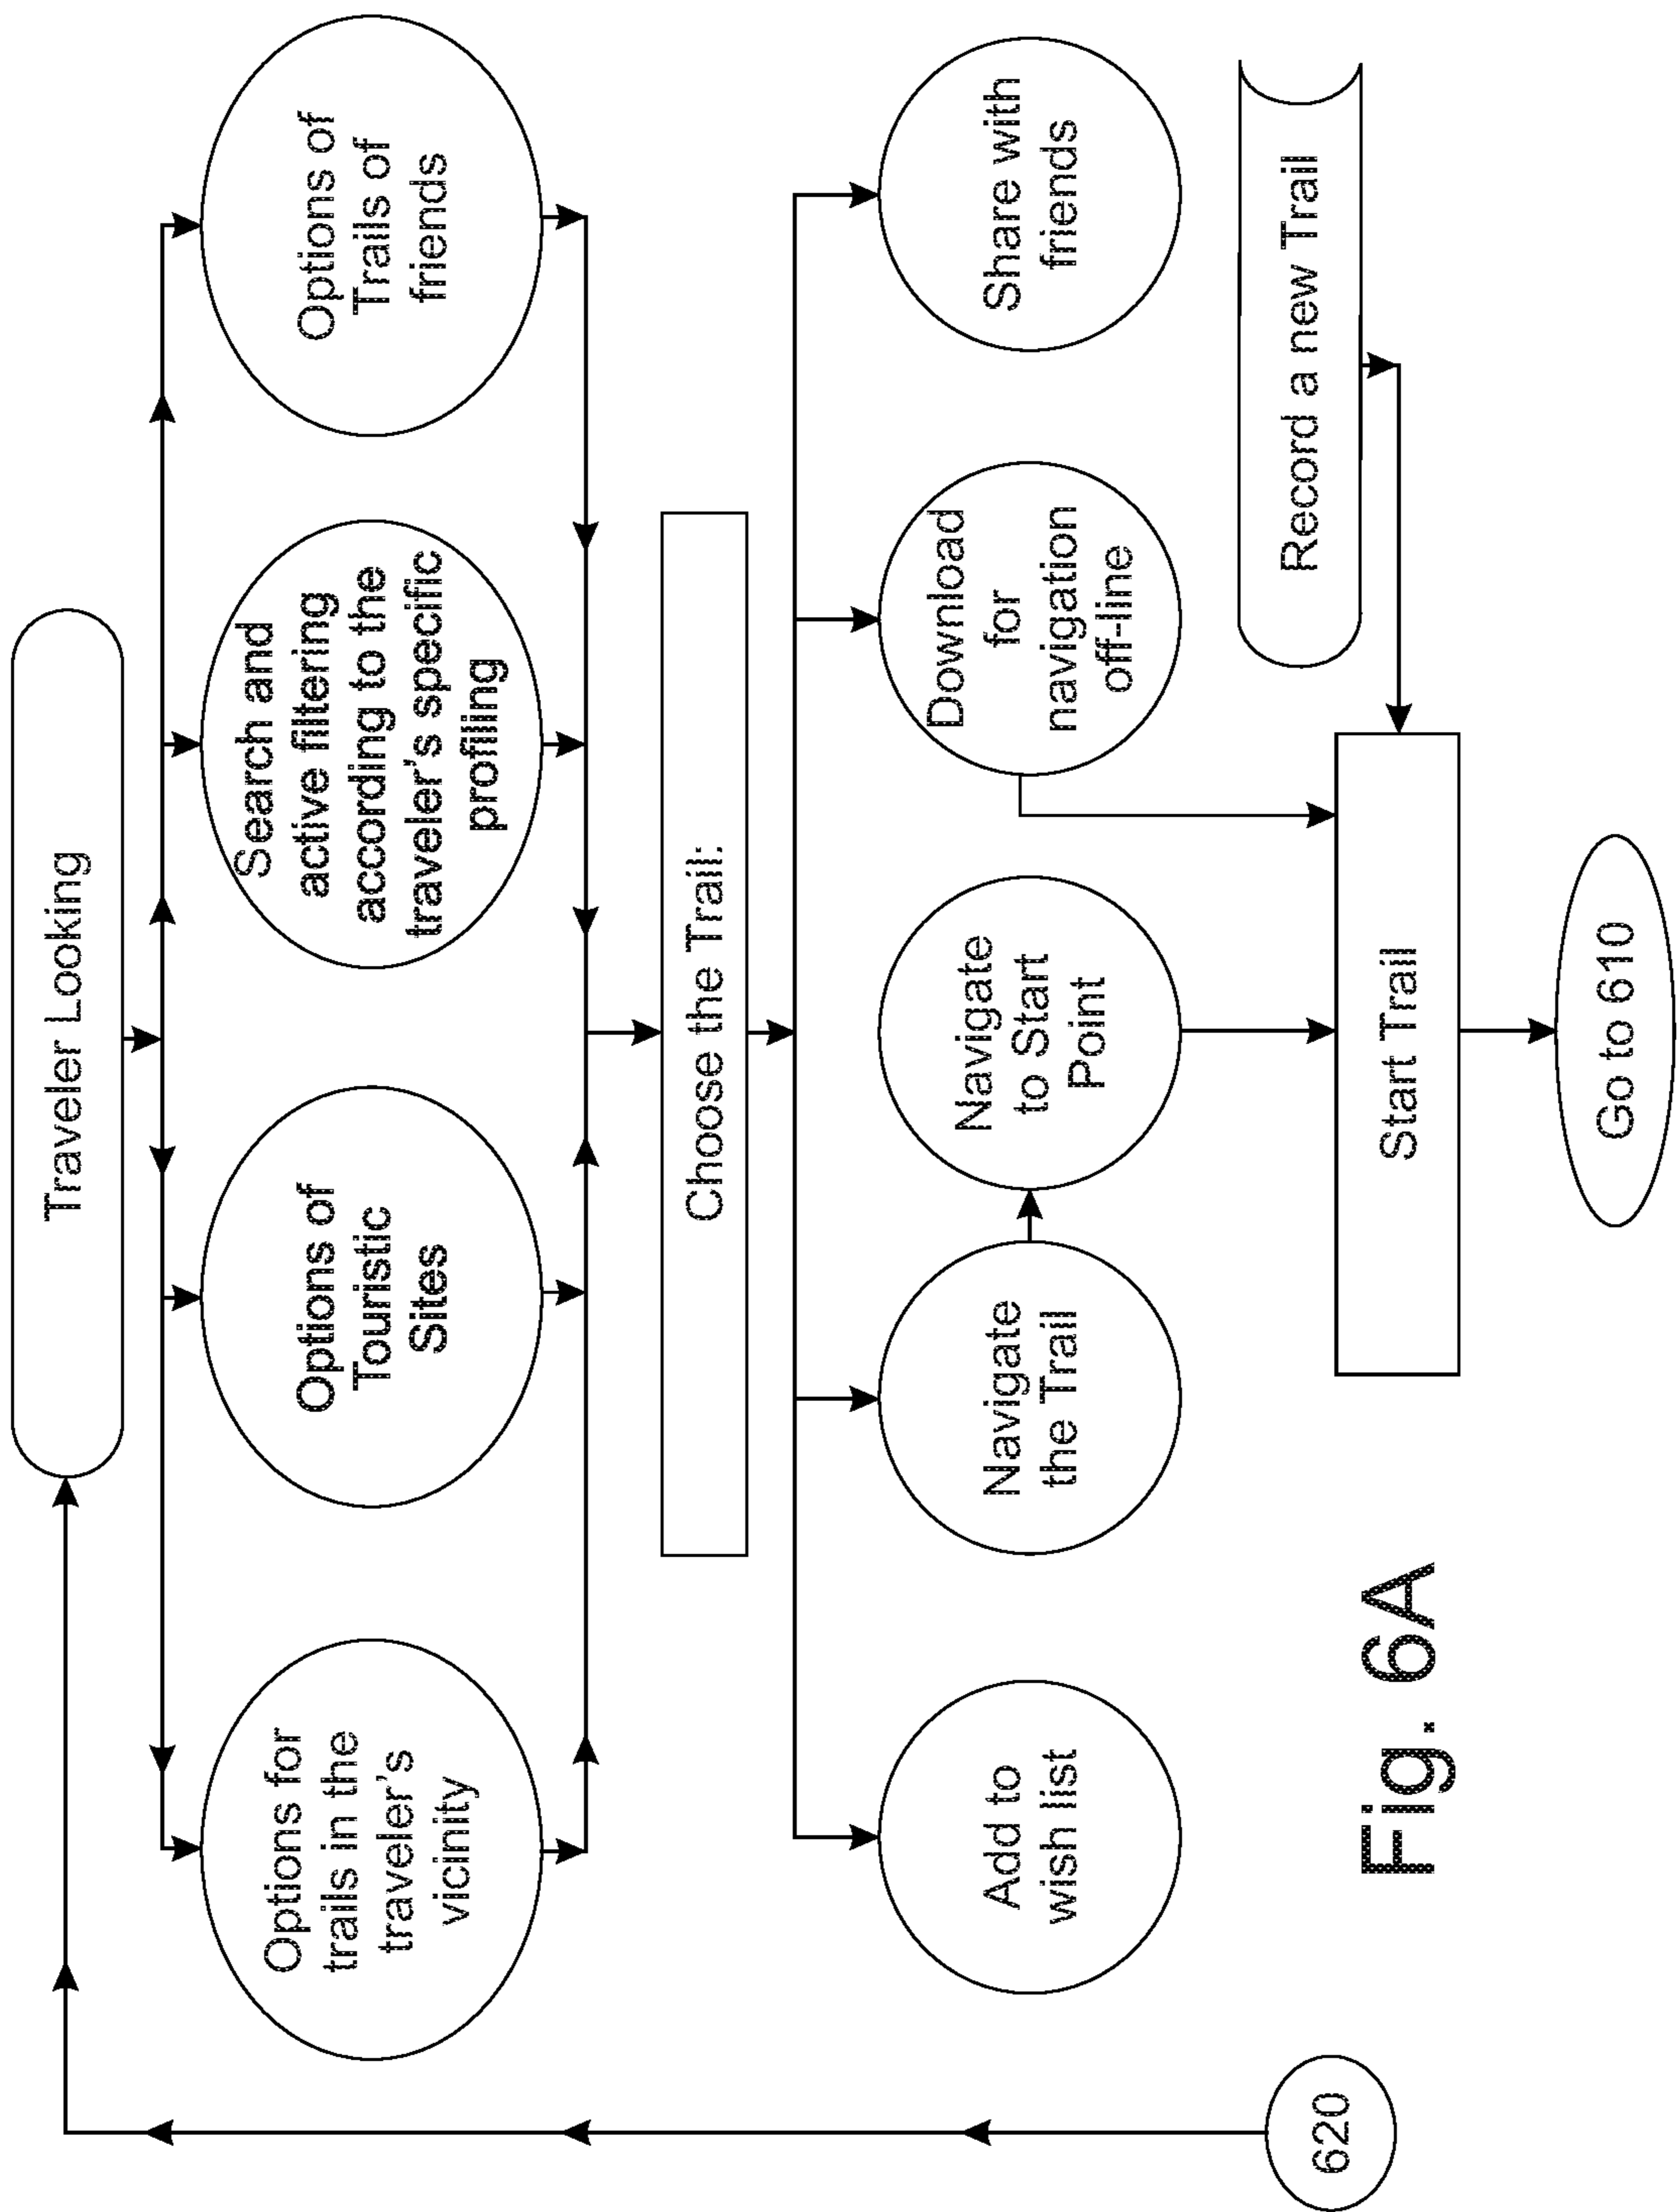 Traveler Looking
Options for
trails in the
traveler's
vicinity
Options of
Touristic
Sites
Search and
active filtering
according to the
traveler's specific
profiling
Options of
Trails of
friends
Choose the Trail:
Add to
wish list
Navigate
the Trail
Navigate
to Start
Point
Download
for
navigation
off-line
Share with
friends
Record a new Trail
Start Trail
Go to 610
620
Fig. 6A